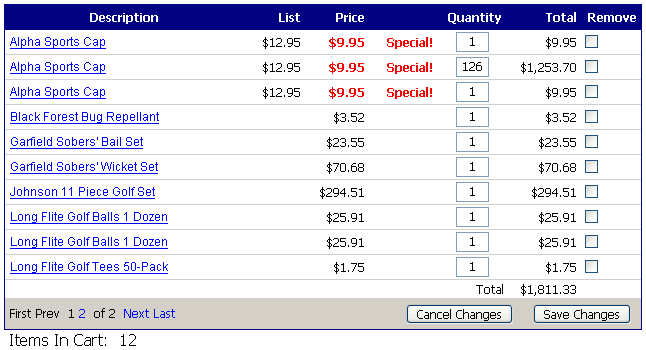 Description List Price Quantity Total Remove
Alpha Sports Cap $12.95 $9.95 Special! 1 $9.95
Alpha Sports Cap $12.95 $9.95 Special! 126 $1,253.70
Alpha Sports Cap $12.95 $9.95 Special! 1 $9.95
Black Forest Bug Repellant $3.52 1 $3.52
Garfield Sobers' Bail Set $23.55 1 $23.55
Garfield Sobers' Wicket Set $70.68 1 $70.68
Johnson 11 Piece Golf Set $294.51 1 $294.51
Long Flite Golf Balls 1 Dozen $25.91 1 $25.91
Long Flite Golf Balls 1 Dozen $25.91 1 $25.91
Long Flite Golf Tees 50-Pack $1.75 1 $1.75
Total $1,811.33
First Prev 1 2 of 2 Next Last Cancel Changes Save Changes
Items In Cart: 12